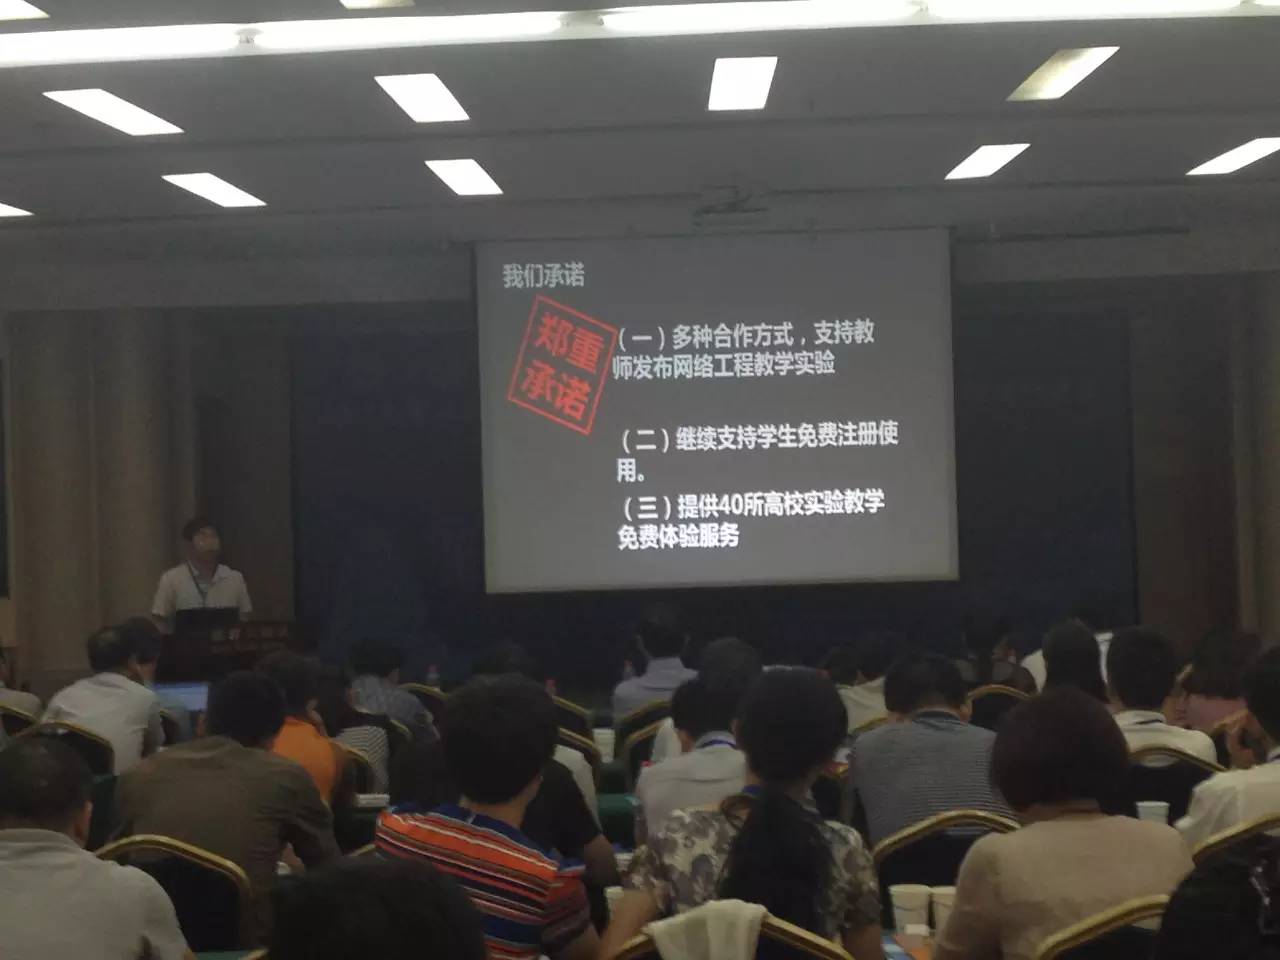 我们承诺
郑重
承诺
（一）多种合作方式，支持教
师发布网络工程教学实验
（二）继续支持学生免费注册使
用。
（三）提供40所高校实验教学
免费体验服务